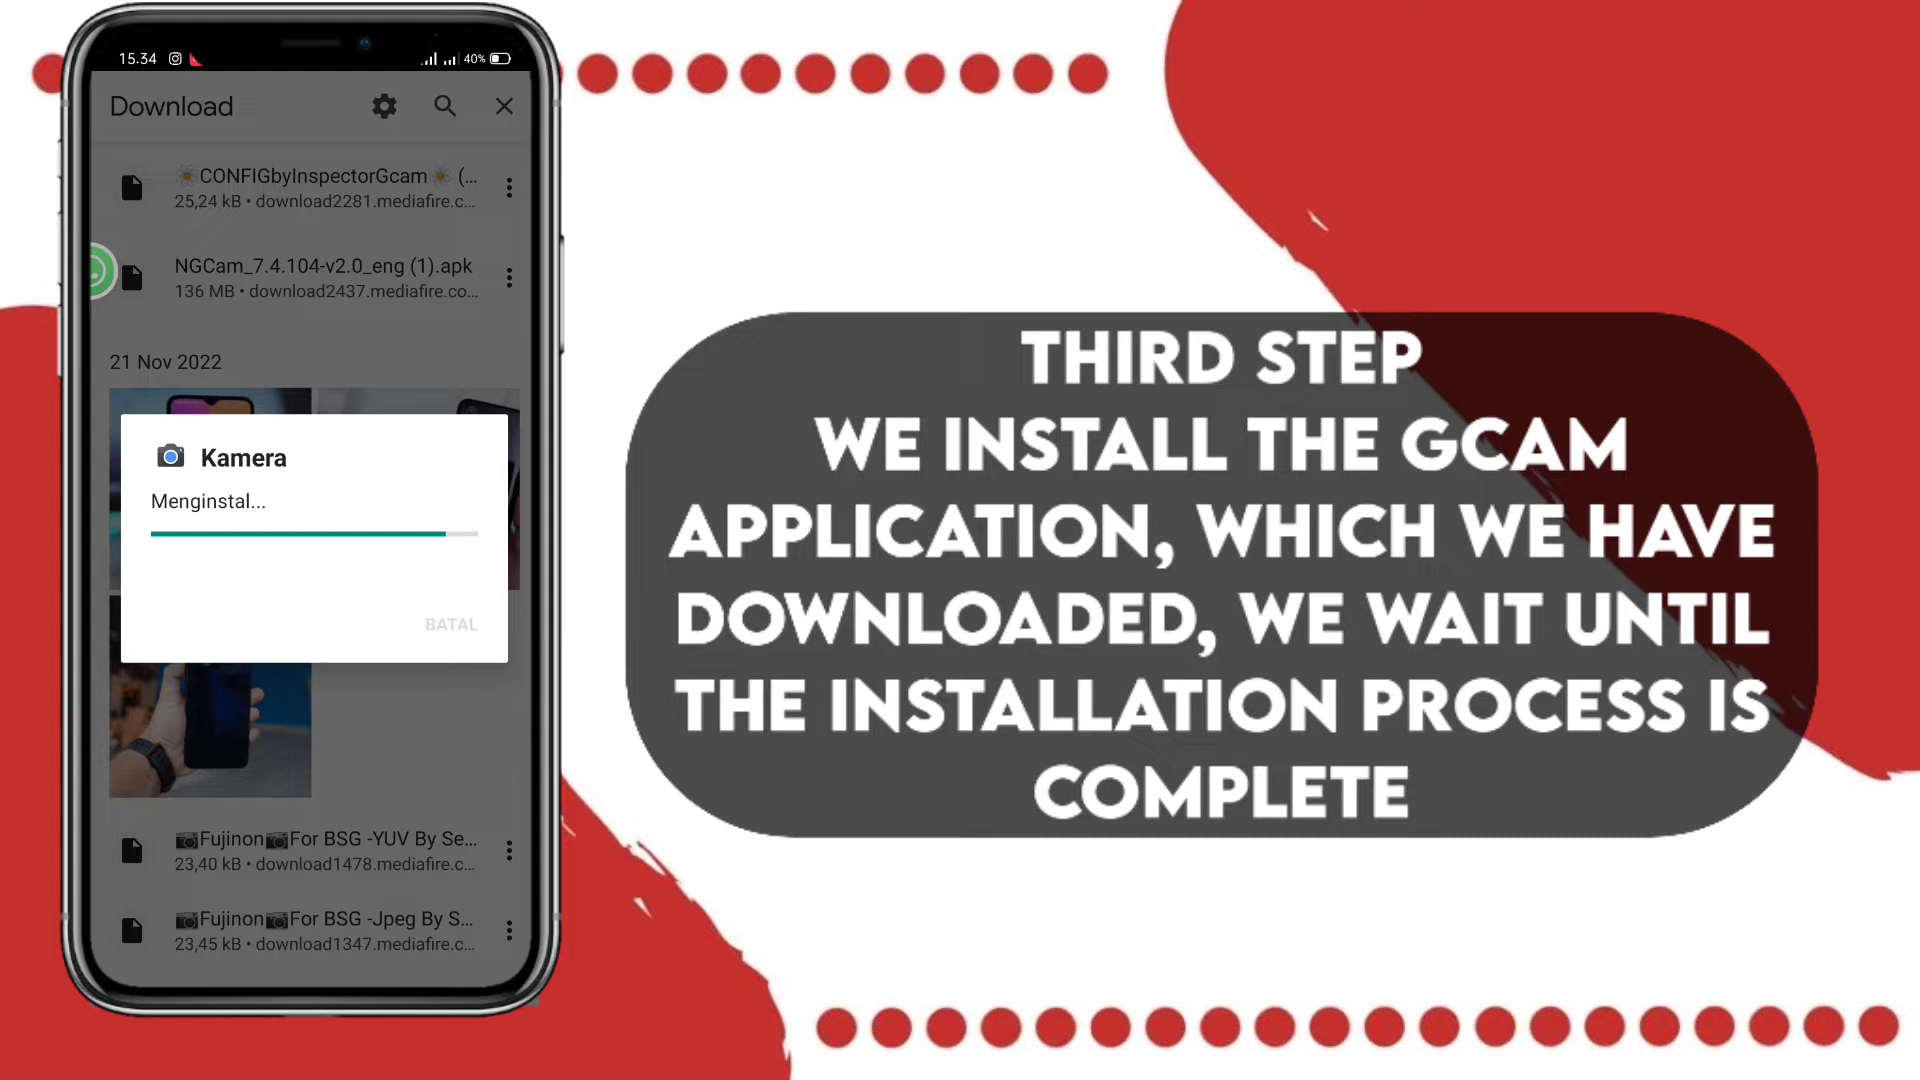 15.34
40%
Download
CONFIGbyInspectorGcam (...
25,24 kB • download2281.mediafire.c...
NGCam_7.4.104-v2.0_eng (1).apk
136 MB • download2437.mediafire.co...
21 Nov 2022
Kamera
Menginstal...
BATAL
📷Fujinon📷For BSG -YUV By Se...
23,40 kB • download1478.mediafire.c...
📷Fujinon📷For BSG -Jpeg By S...
23,45 kB • download1347.mediafire.c...
THIRD STEP
WE INSTALL THE GCAM
APPLICATION, WHICH WE HAVE
DOWNLOADED, WE WAIT UNTIL
THE INSTALLATION PROCESS IS
COMPLETE